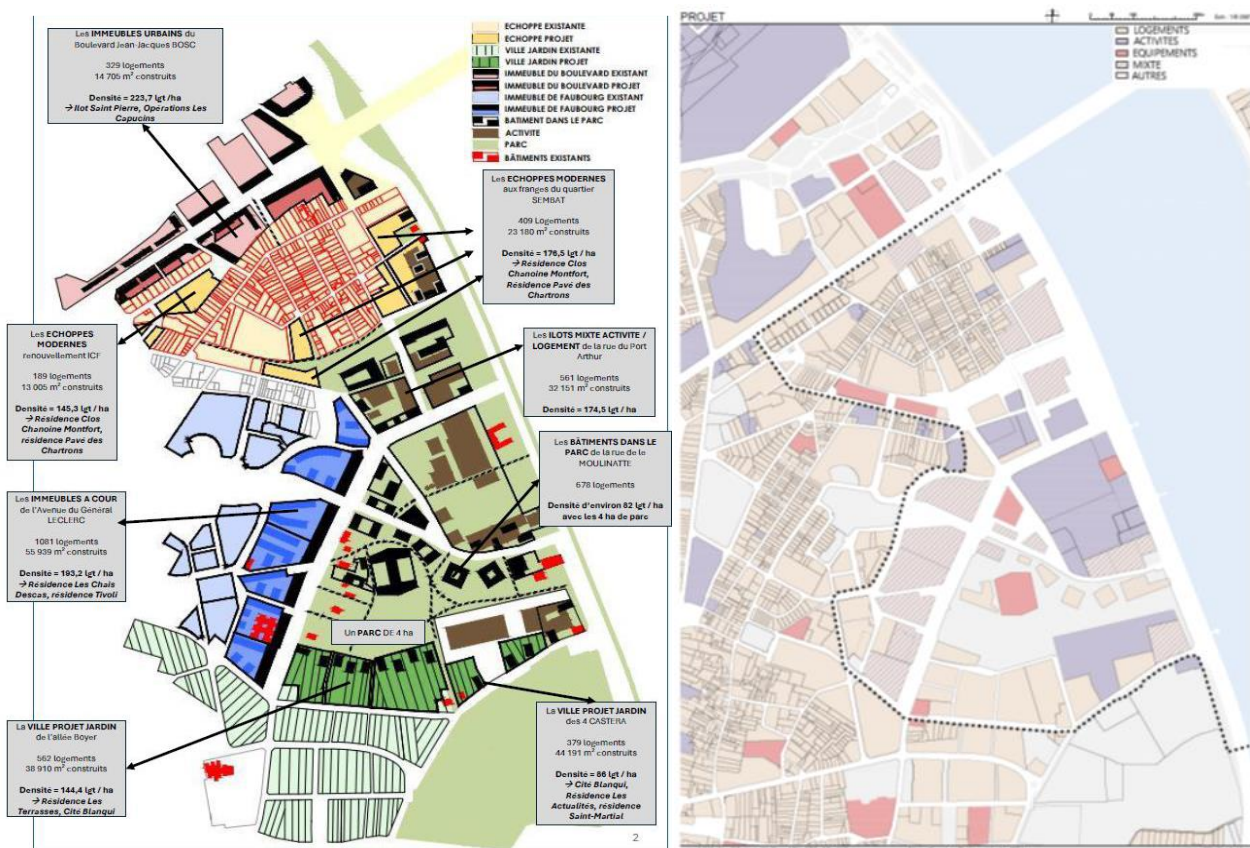 Les IMMEUBLES URBAINS du
Boulevard Jean-Jacques BOSC
329 logements
14 705 m² construits
Densité = 223,7 lgt /ha
→ Ilot Saint Pierre, Opérations Les
Capucins
ECHOPPE EXISTANTE
ECHOPPE PROJET
VILLE JARDIN EXISTANTE
VILLE JARDIN PROJET
IMMEUBLE DU BOULEVARD EXISTANT
IMMEUBLE DU BOULEVARD PROJET
IMMEUBLE DE FAUBOURG EXISTANT
IMMEUBLE DE FAUBOURG PROJET
BATIMENT DANS LE PARC
ACTIVITE
PARC
BÂTIMENTS EXISTANTS
Les ECHOPPES MODERNES
aux franges du quartier
SEMBAT
409 Logements
23 180 m² construits
Densité = 176,5 lgt / ha
→ Résidence Clos
Chanoine Montfort,
Résidence Pavé des
Chartrons
Les ECHOPPES
MODERNES
renouvellement ICF
189 logements
13 005 m² construits
Densité = 145,3 lgt / ha
→ Résidence Clos
Chanoine Montfort,
résidence Pavé des
Chartrons
Les ILOTS MIXTE ACTIVITE /
LOGEMENT de la rue du Port
Arthur
561 logements
32 151 m² construits
Densité = 174,5 lgt / ha
Les BÂTIMENTS DANS LE
PARC de la rue de le
MOULINATTE
678 logements
Densité d'environ 82 lgt / ha
avec les 4 ha de parc
Les IMMEUBLES A COUR
de l'Avenue du Général
LECLERC
1081 logements
55 939 m² construits
Densité = 193,2 lgt / ha
→ Résidence Les Chais
Descas, résidence Tivoli
Un PARC DE 4 ha
La VILLE PROJET JARDIN
de l'allée Boyer
562 logements
38 910 m² construits
Densité = 144,4 lgt / ha
→ Résidence Les
Terrasses, Cité Blanqui
La VILLE PROJET JARDIN
des 4 CASTERA
379 logements
44 191 m² construits
Densité = 86 lgt / ha
→ Cité Blanqui,
Résidence Les
Actualités, résidence
Saint-Martial
2
PROJET
LOGEMENTS
ACTIVITES
EQUIPEMENTS
MIXTE
AUTRES